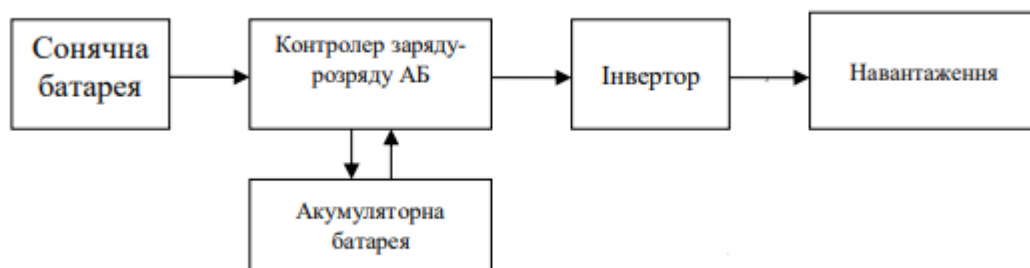 Сонячна
батарея
Контролер заряду-
розряду АБ
Інвертор
Навантаження
Акумуляторна
батарея